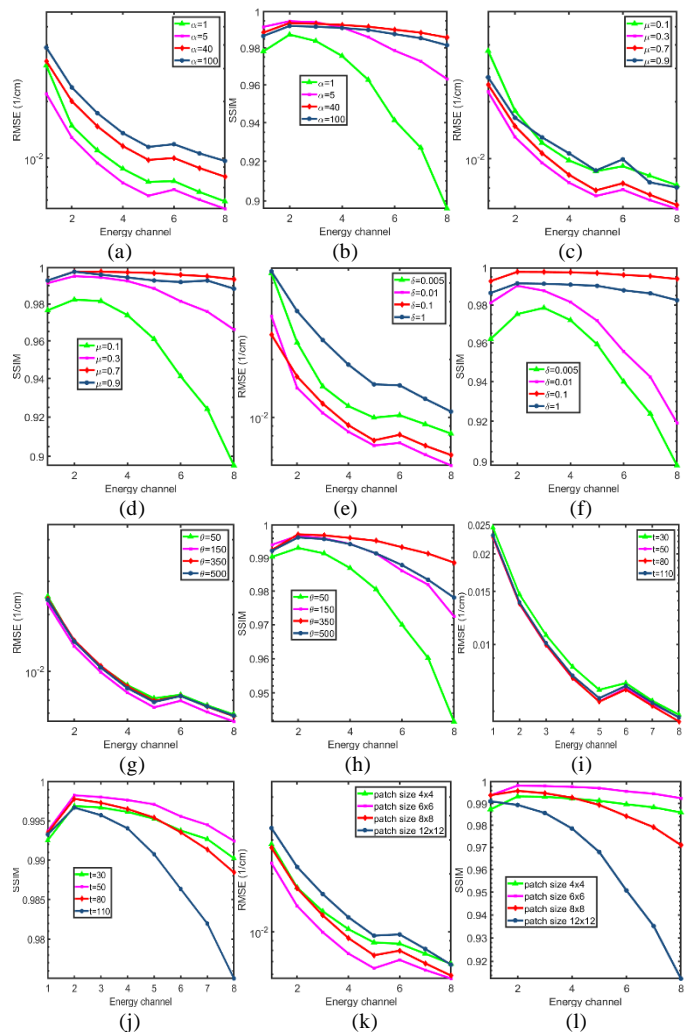 RMSE (1/cm)
10⁻²
α=1
α=5
α=40
α=100
2 4 6 8
Energy channel
(a)
SSIM
1
0.98
0.96
0.94
0.92
0.9
α=1
α=5
α=40
α=100
2 4 6 8
Energy channel
(b)
RMSE (1/cm)
10⁻²
μ=0.1
μ=0.3
μ=0.7
μ=0.9
2 4 6 8
Energy channel
(c)
SSIM
1
0.98
0.96
0.94
0.92
0.9
μ=0.1
μ=0.3
μ=0.7
μ=0.9
2 4 6 8
Energy channel
(d)
RMSE (1/cm)
10⁻²
δ=0.005
δ=0.01
δ=0.1
δ=1
2 4 6 8
Energy channel
(e)
SSIM
1
0.98
0.96
0.94
0.92
0.9
δ=0.005
δ=0.01
δ=0.1
δ=1
2 4 6 8
Energy channel
(f)
RMSE (1/cm)
10⁻²
θ=50
θ=150
θ=350
θ=500
2 4 6 8
Energy channel
(g)
SSIM
1
0.99
0.98
0.97
0.96
0.95
θ=50
θ=150
θ=350
θ=500
2 4 6 8
Energy channel
(h)
RMSE (1/cm)
0.025
0.015
0.01
t=30
t=50
t=80
t=110
1 2 3 4 5 6 7 8
Energy channel
(i)
SSIM
1
0.995
0.99
0.985
0.98
t=30
t=50
t=80
t=110
1 2 3 4 5 6 7 8
Energy channel
(j)
RMSE (1/cm)
10⁻²
patch size 4x4
patch size 6x6
patch size 8x8
patch size 12x12
2 4 6 8
Energy channel
(k)
SSIM
1
0.99
0.98
0.97
0.96
0.95
0.94
0.93
0.92
patch size 4x4
patch size 6x6
patch size 8x8
patch size 12x12
2 4 6 8
Energy channel
(l)